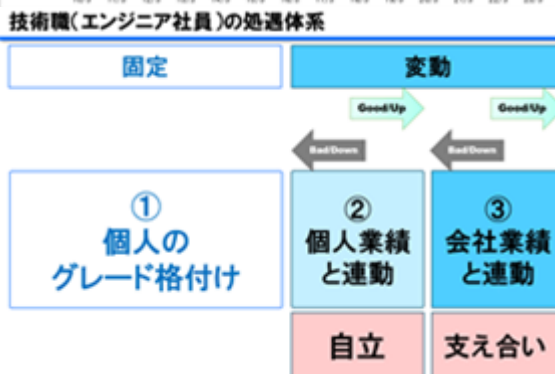 技術職(エンジニア社員)の処遇体系
固定
変動
Good/Up
Good/Up
Bad/Down
Bad/Down
①
個人の
グレード格付け
②
個人業績
と連動
③
会社業績
と連動
自立
支え合い